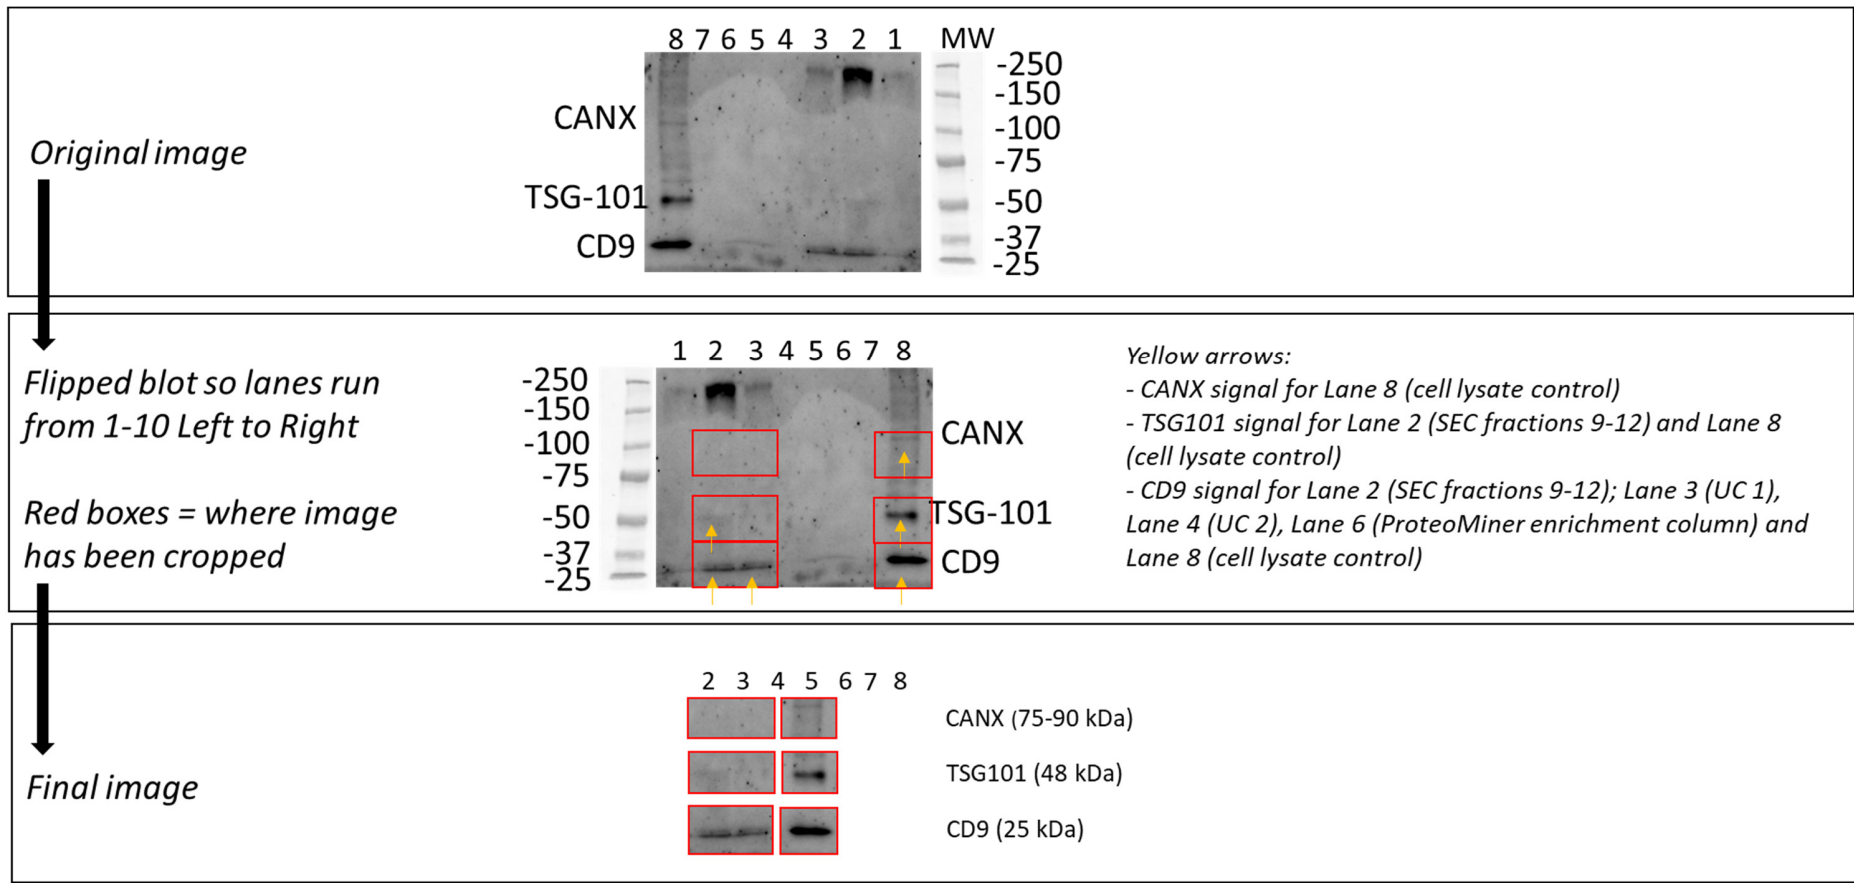 8 7 6 5 4 3 2 1 MW
-250
-150
CANX
-100
Original image
-75
TSG-101
-50
CD9
-37
-25
Flipped blot so lanes run
from 1-10 Left to Right
Red boxes = where image
has been cropped
1 2 3 4 5 6 7 8
-250
-150
-100
-75
-50
-37
-25
CANX
TSG-101
CD9
Yellow arrows:
- CANX signal for Lane 8 (cell lysate control)
- TSG101 signal for Lane 2 (SEC fractions 9-12) and Lane 8
(cell lysate control)
- CD9 signal for Lane 2 (SEC fractions 9-12); Lane 3 (UC 1),
Lane 4 (UC 2), Lane 6 (ProteoMiner enrichment column) and
Lane 8 (cell lysate control)
Final image
2 3 4 5 6 7 8
CANX (75-90 kDa)
TSG101 (48 kDa)
CD9 (25 kDa)